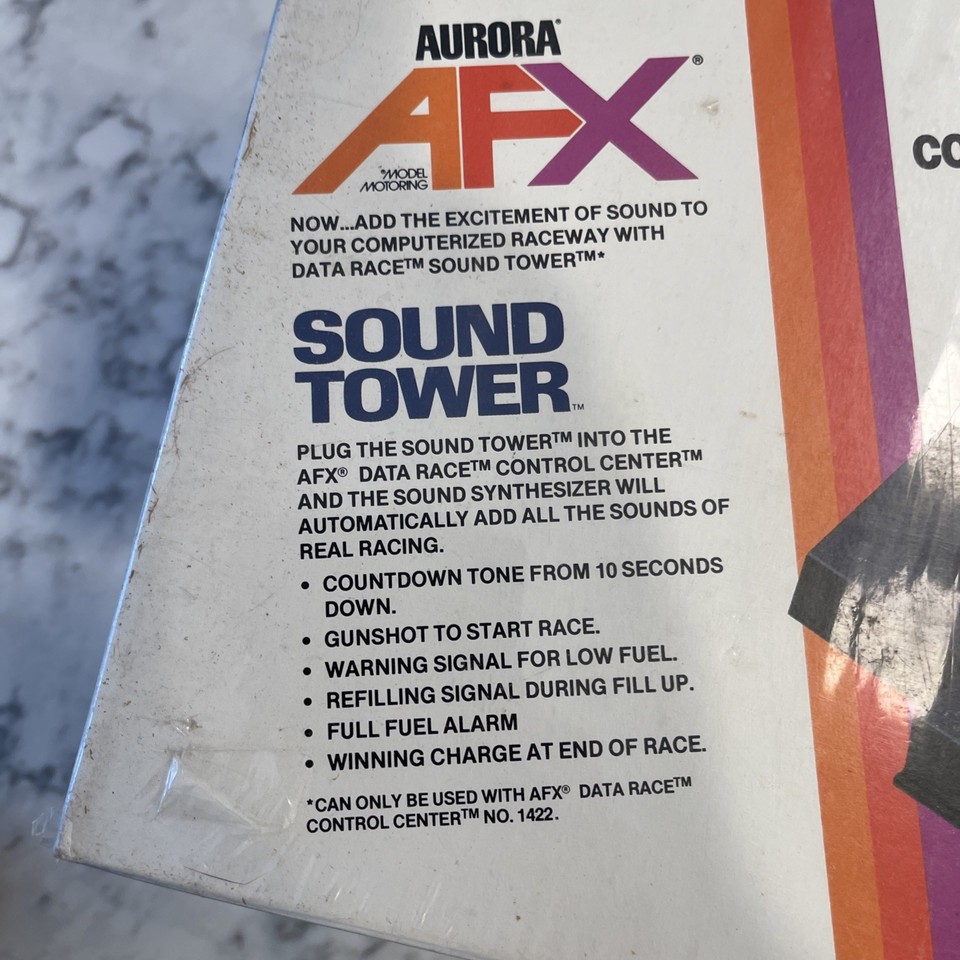 AURORA®
AFX®
®MODEL
MOTORING
NOW...ADD THE EXCITEMENT OF SOUND TO
YOUR COMPUTERIZED RACEWAY WITH
DATA RACE™ SOUND TOWER™*
SOUND
TOWER™
PLUG THE SOUND TOWER™ INTO THE
AFX® DATA RACE™ CONTROL CENTER™
AND THE SOUND SYNTHESIZER WILL
AUTOMATICALLY ADD ALL THE SOUNDS OF
REAL RACING.
• COUNTDOWN TONE FROM 10 SECONDS
DOWN.
• GUNSHOT TO START RACE.
• WARNING SIGNAL FOR LOW FUEL.
• REFILLING SIGNAL DURING FILL UP.
• FULL FUEL ALARM
• WINNING CHARGE AT END OF RACE.
*CAN ONLY BE USED WITH AFX® DATA RACE™
CONTROL CENTER™ NO. 1422.
CO